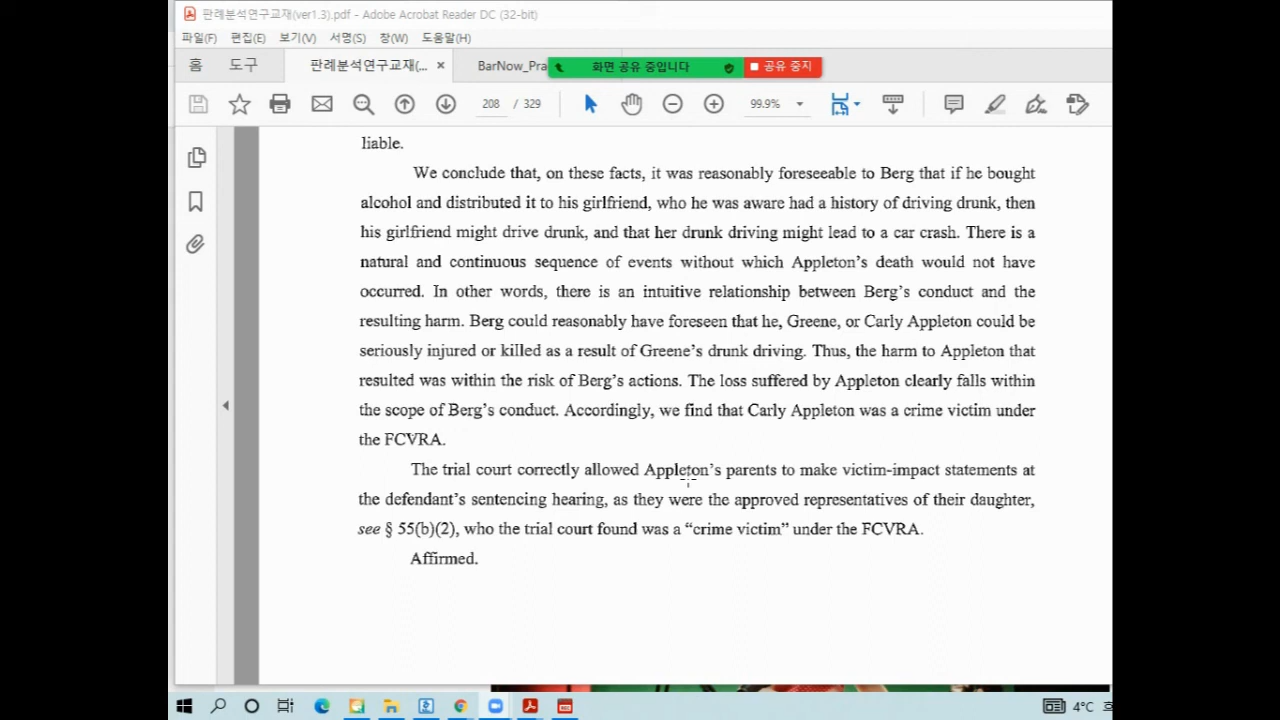 판례분석연구교재(ver1.3).pdf - Adobe Acrobat Reader DC (32-bit)
파일(F) 편집(E) 보기(V) 서명(S) 창(W) 도움말(H)
홈 도구 판례분석연구교재(... × BarNow_Pra 화면 공유 중입니다 공유 중지
208 / 329 99.9%
liable.
We conclude that, on these facts, it was reasonably foreseeable to Berg that if he bought
alcohol and distributed it to his girlfriend, who he was aware had a history of driving drunk, then
his girlfriend might drive drunk, and that her drunk driving might lead to a car crash. There is a
natural and continuous sequence of events without which Appleton's death would not have
occurred. In other words, there is an intuitive relationship between Berg's conduct and the
resulting harm. Berg could reasonably have foreseen that he, Greene, or Carly Appleton could be
seriously injured or killed as a result of Greene's drunk driving. Thus, the harm to Appleton that
resulted was within the risk of Berg's actions. The loss suffered by Appleton clearly falls within
the scope of Berg's conduct. Accordingly, we find that Carly Appleton was a crime victim under
the FCVRA.
The trial court correctly allowed Appleton's parents to make victim-impact statements at
the defendant's sentencing hearing, as they were the approved representatives of their daughter,
see § 55(b)(2), who the trial court found was a “crime victim” under the FCVRA.
Affirmed.
4°C